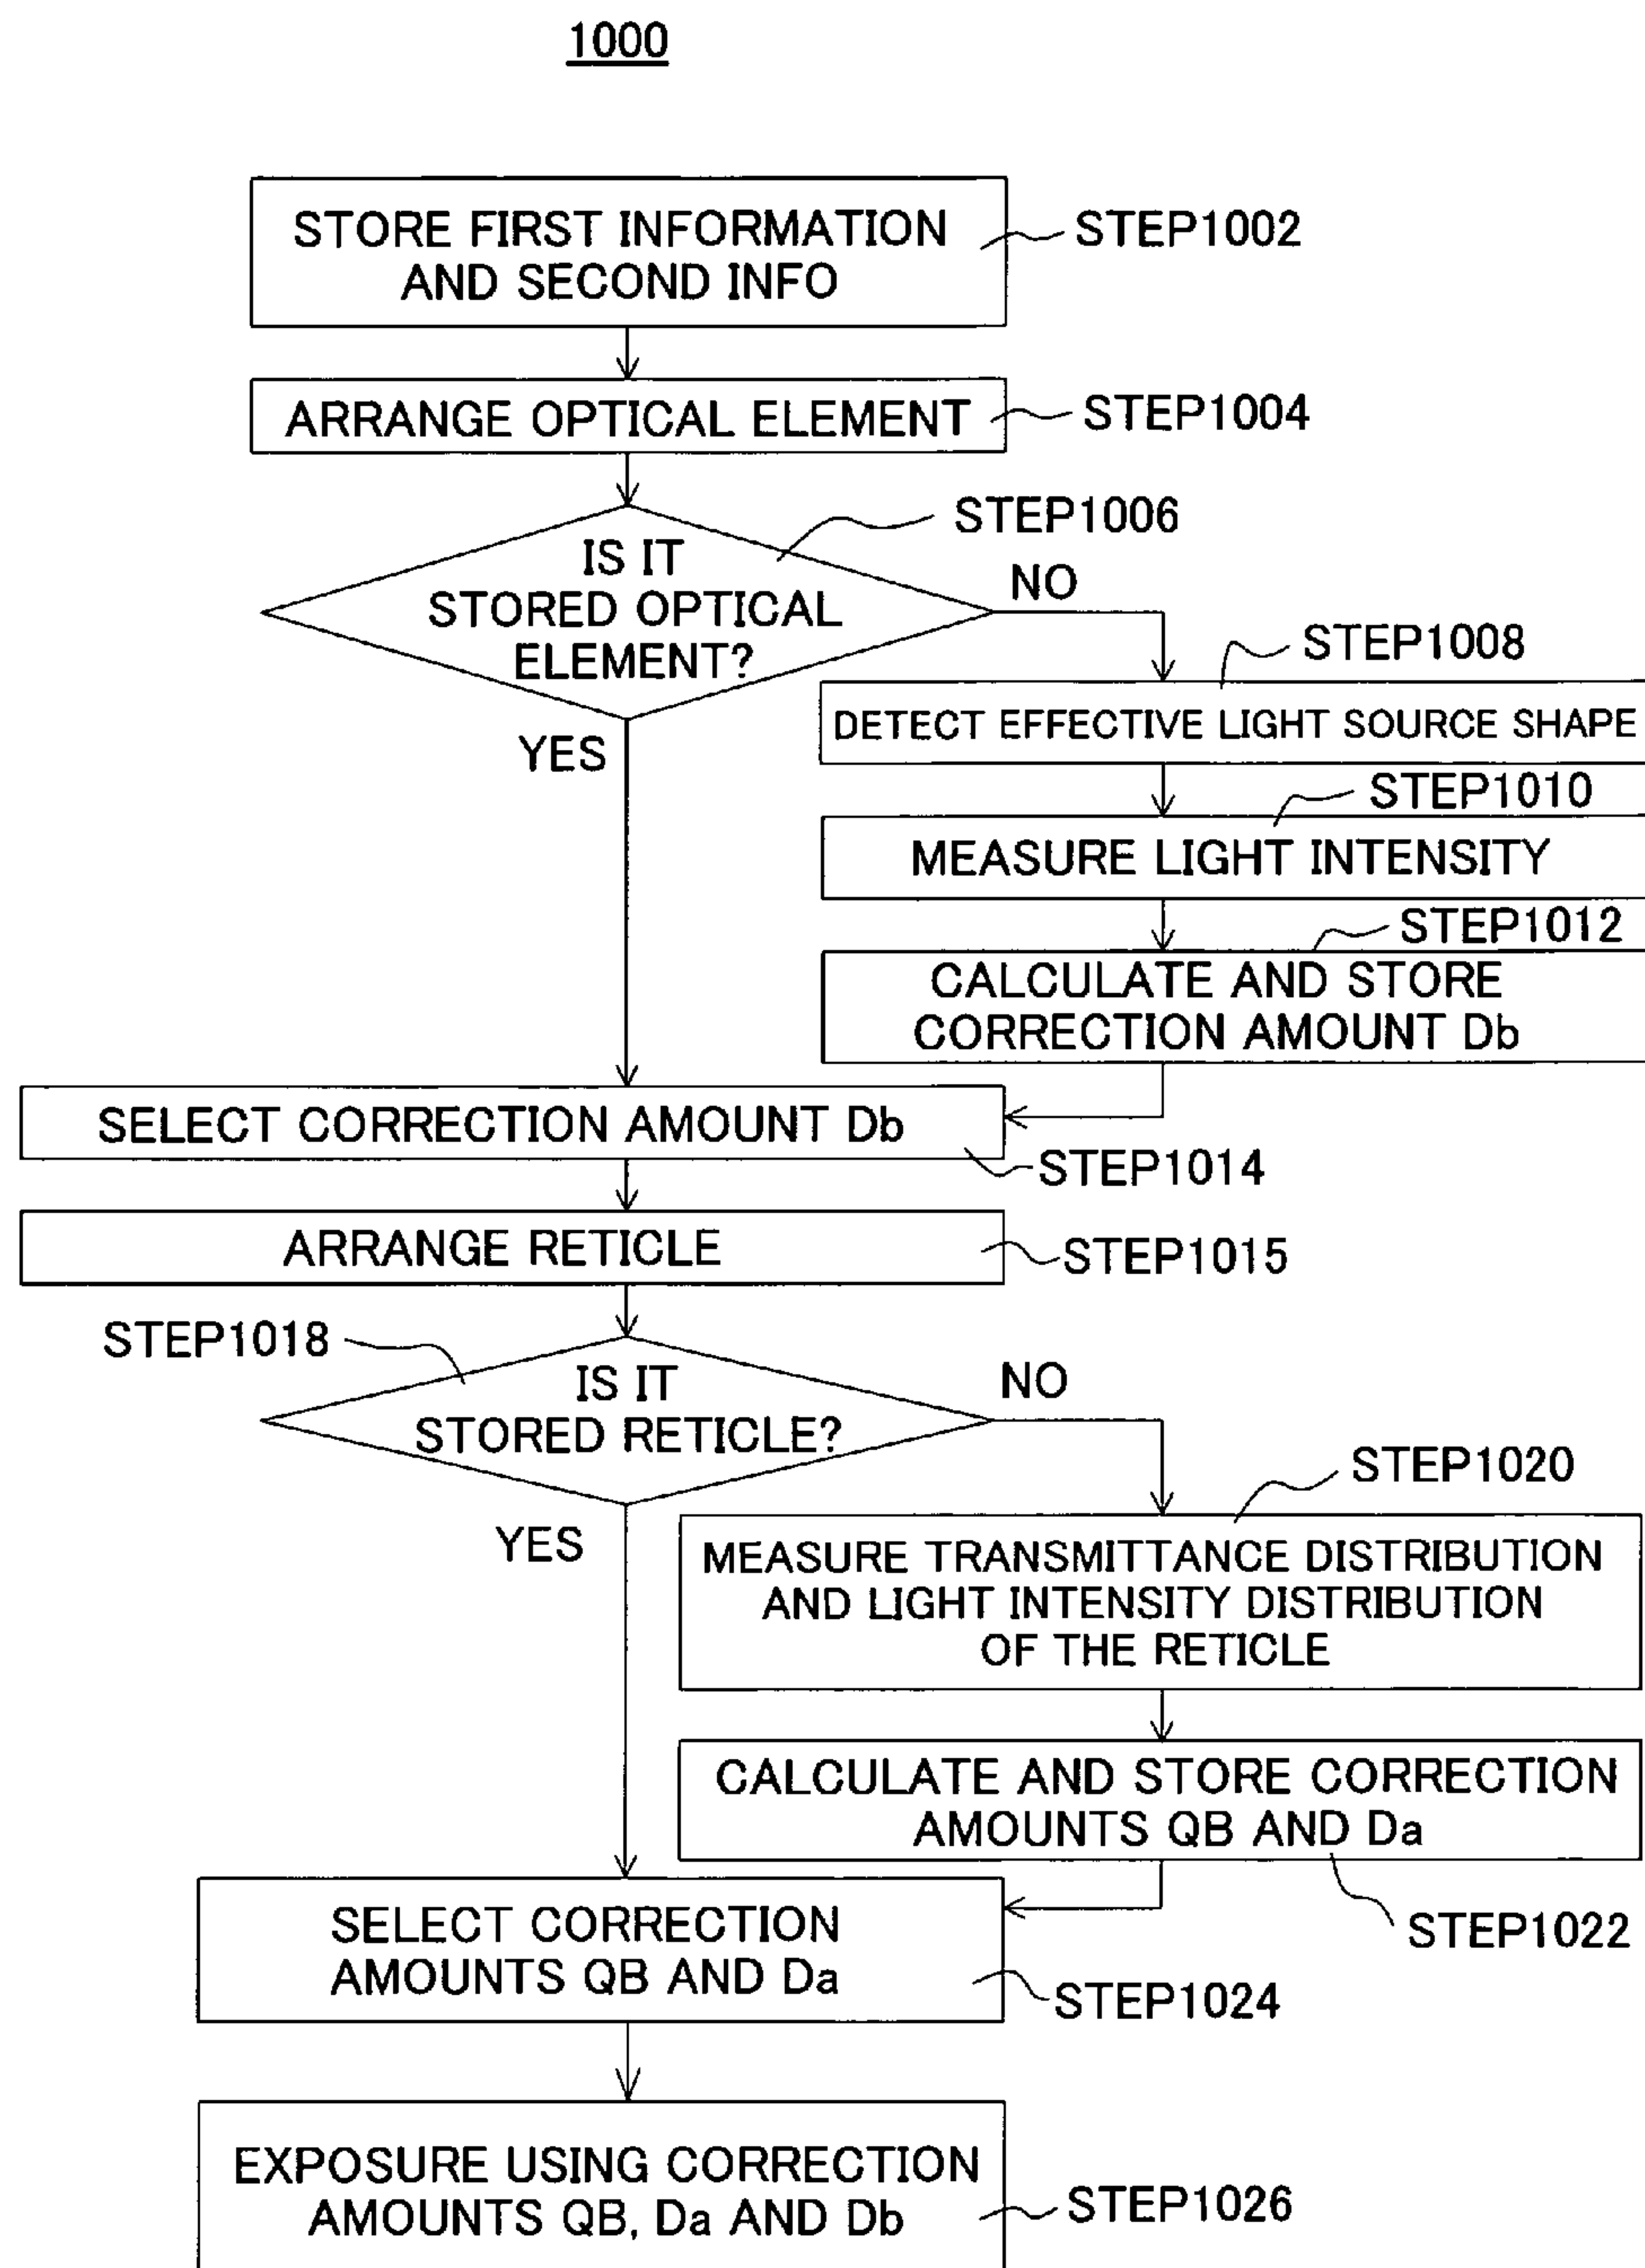 1000
STORE FIRST INFORMATION
AND SECOND INFO
STEP1002
ARRANGE OPTICAL ELEMENT
STEP1004
STEP1006
IS IT
STORED OPTICAL
ELEMENT?
NO
YES
STEP1008
DETECT EFFECTIVE LIGHT SOURCE SHAPE
STEP1010
MEASURE LIGHT INTENSITY
STEP1012
CALCULATE AND STORE
CORRECTION AMOUNT Db
SELECT CORRECTION AMOUNT Db
STEP1014
ARRANGE RETICLE
STEP1015
STEP1018
IS IT
STORED RETICLE?
NO
YES
STEP1020
MEASURE TRANSMITTANCE DISTRIBUTION
AND LIGHT INTENSITY DISTRIBUTION
OF THE RETICLE
CALCULATE AND STORE CORRECTION
AMOUNTS QB AND Da
STEP1022
SELECT CORRECTION
AMOUNTS QB AND Da
STEP1024
EXPOSURE USING CORRECTION
AMOUNTS QB, Da AND Db
STEP1026